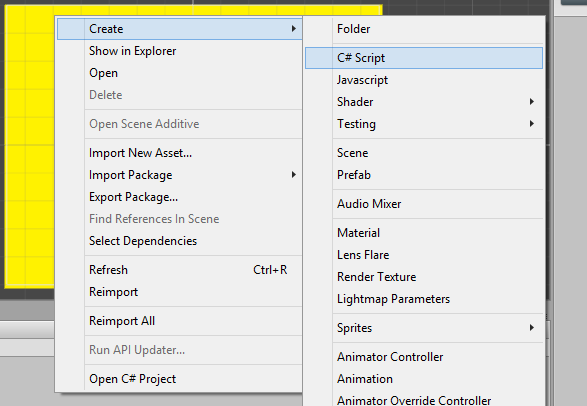 Create
Show in Explorer
Open
Delete
Open Scene Additive
Import New Asset...
Import Package
Export Package...
Find References In Scene
Select Dependencies
Refresh Ctrl+R
Reimport
Reimport All
Run API Updater...
Open C# Project
Folder
C# Script
Javascript
Shader
Testing
Scene
Prefab
Audio Mixer
Material
Lens Flare
Render Texture
Lightmap Parameters
Sprites
Animator Controller
Animation
Animator Override Controller